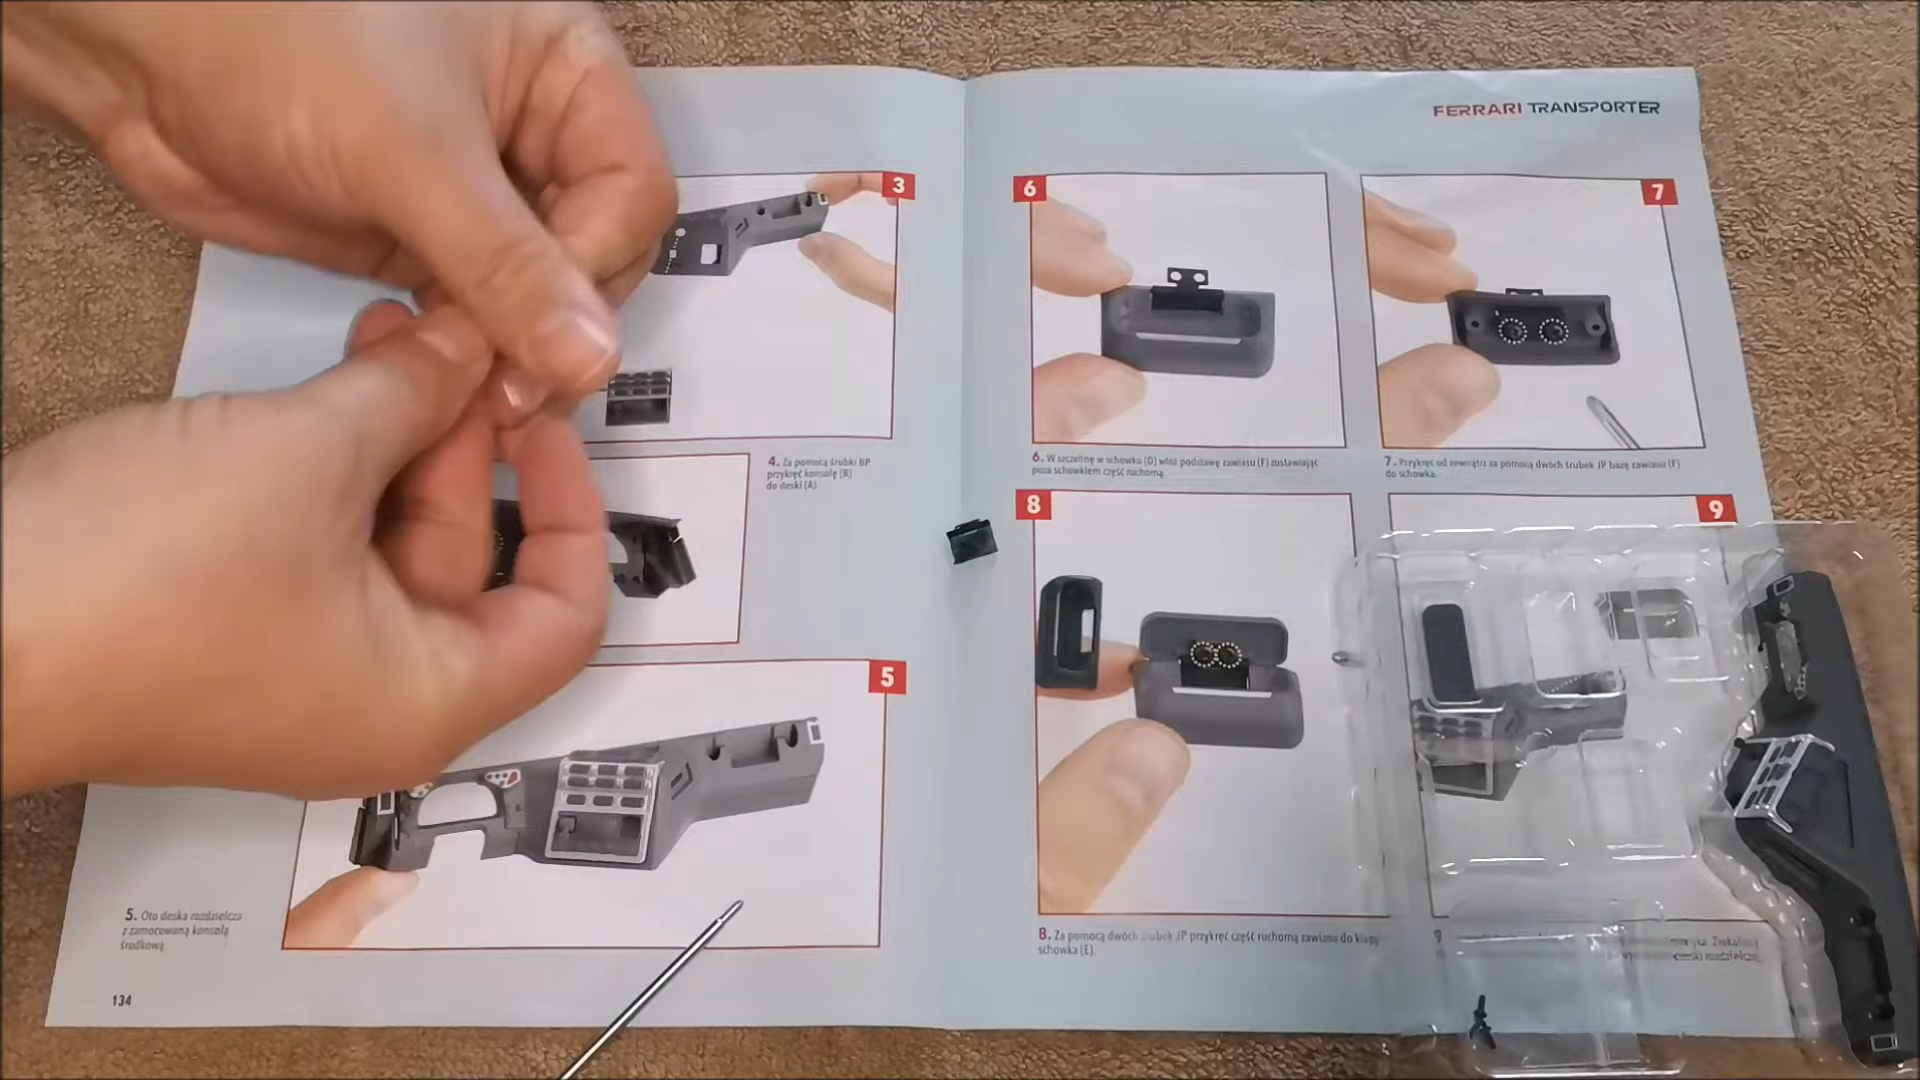 FERRARI TRANSPORTER
3
4. Za pomocą śrubki BP
przykręć konsolę (B)
do deski (A)
5
5. Oto deska rozdzielcza
z zamocowaną konsolą
środkową
134
6
7
6. W szczelinę w schowku (D) włóż podstawę zawiasu (F) zostawiając
poza schowkiem część ruchomą.
7. Przykręć od zewnątrz za pomocą dwóch śrubek JP bazę zawiasu (F)
do schowka.
8
9
8. Za pomocą dwóch śrubek JP przykręć część ruchomą zawiasu do klapy
schowka (E).
9
deski rozdzielczej